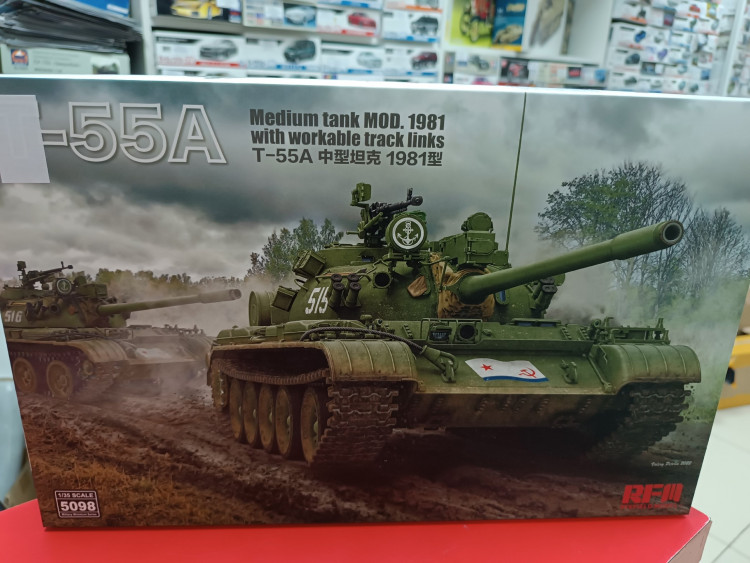 T-55A
Medium tank MOD. 1981
with workable track links
T-55A 中型坦克 1981型
515
516
1/35 SCALE
5098
RFM